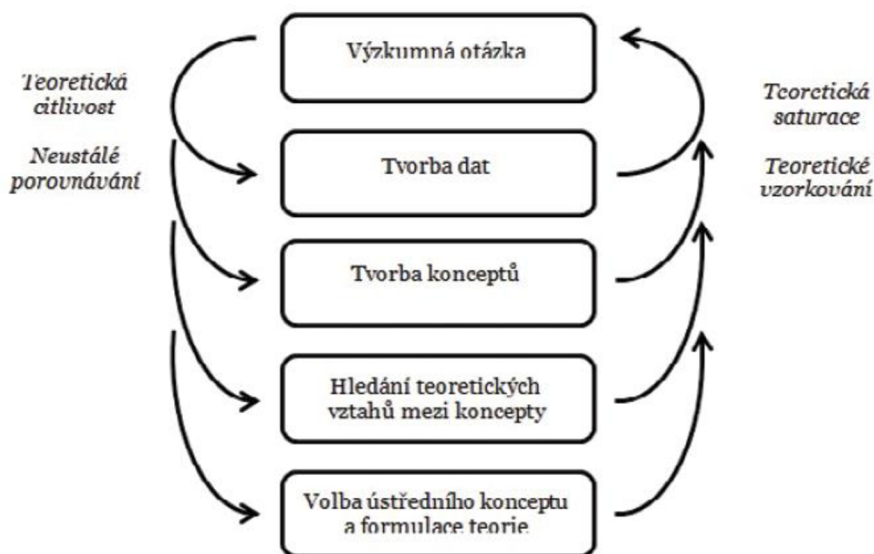 Výzkumná otázka
Teoretická
citlivost
Neustálé
porovnávání
Tvorba dat
Tvorba konceptů
Hledání teoretických
vztahů mezi koncepty
Volba ústředního konceptu
a formulace teorie
Teoretická
saturace
Teoretické
vzorkování